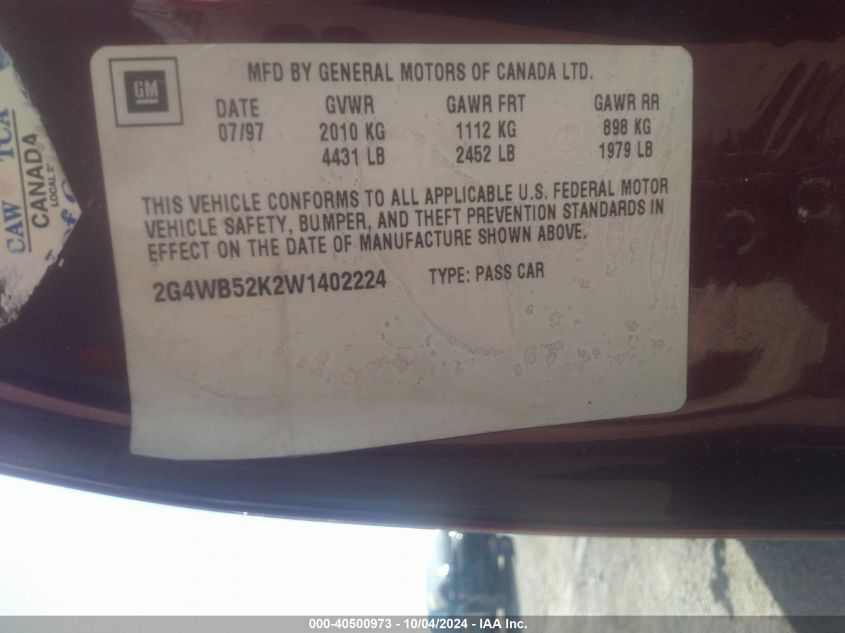 GM
MFD BY GENERAL MOTORS OF CANADA LTD.
DATE GVWR GAWR FRT GAWR RR
07/97 2010 KG 1112 KG 898 KG
4431 LB 2452 LB 1979 LB
THIS VEHICLE CONFORMS TO ALL APPLICABLE U.S. FEDERAL MOTOR
VEHICLE SAFETY, BUMPER, AND THEFT PREVENTION STANDARDS IN
EFFECT ON THE DATE OF MANUFACTURE SHOWN ABOVE.
2G4WB52K2W1402224 TYPE: PASS CAR
CAW TCA
CANADA
LOCAL
000-40500973 - 10/04/2024 - IAA Inc.